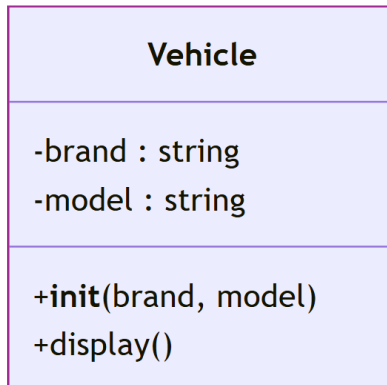 Vehicle
-brand : string
-model : string
+init(brand, model)
+display()